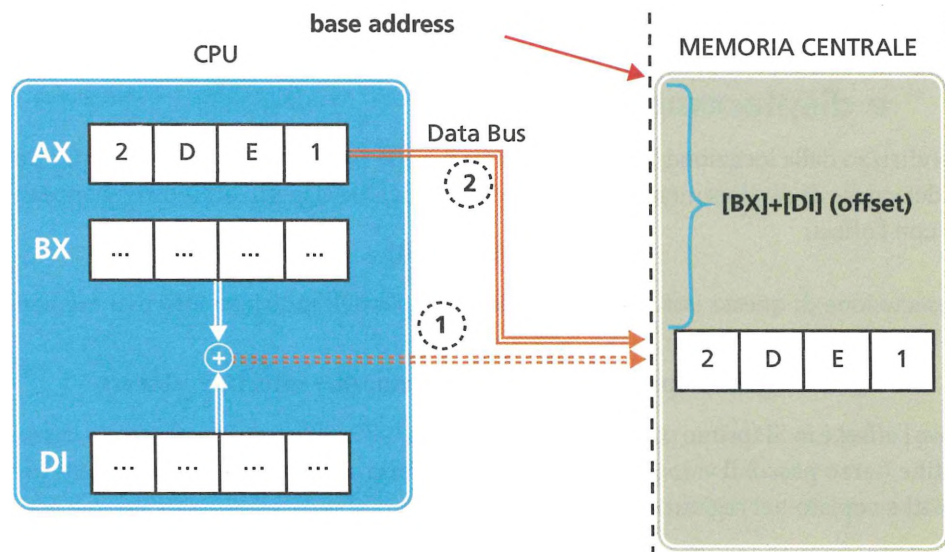 base address
CPU
MEMORIA CENTRALE
AX
2 D E 1
Data Bus
2
BX
... ... ... ...
[BX]+[DI] (offset)
1
+
2 D E 1
DI
... ... ... ...